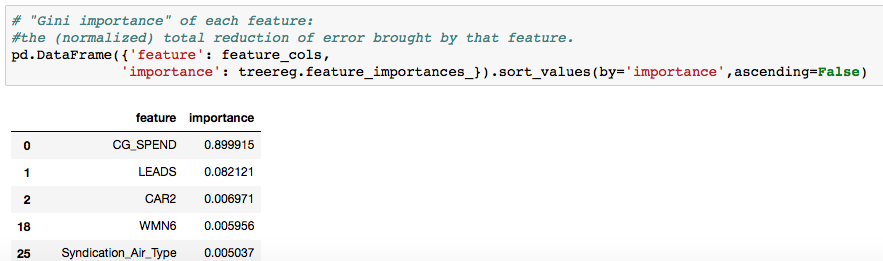 # "Gini importance" of each feature:
#the (normalized) total reduction of error brought by that feature.
pd.DataFrame({'feature': feature_cols,
'importance': treereg.feature_importances_}).sort_values(by='importance',ascending=False)
feature importance
0 CG_SPEND 0.899915
1 LEADS 0.082121
2 CAR2 0.006971
18 WMN6 0.005956
25 Syndication_Air_Type 0.005037